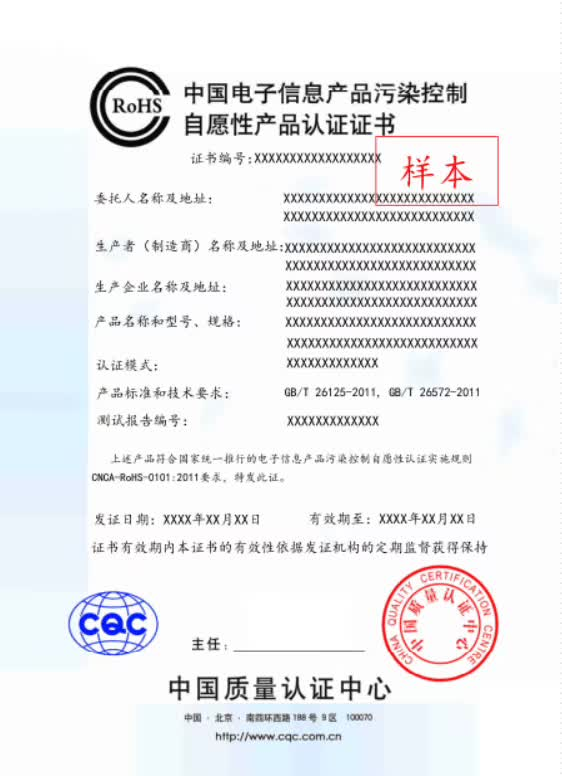 RoHS
中国电子信息产品污染控制
自愿性产品认证证书
证书编号:XXXXXXXXXXXXXXXXXX
样本
委托人名称及地址: XXXXXXXXXXXXXXXXXXXXXXXXXXX
XXXXXXXXXXXXXXXXXXXXXXXXXXX
生产者(制造商)名称及地址:XXXXXXXXXXXXXXXXXXXXXXXXXXX
XXXXXXXXXXXXXXXXXXXXXXXXXXX
生产企业名称及地址: XXXXXXXXXXXXXXXXXXXXXXXXXXX
XXXXXXXXXXXXXXXXXXXXXXXXXXX
产品名称和型号、规格: XXXXXXXXXXXXXXXXXXXXXXXXXXX
XXXXXXXXXXXXXXXXXXXXXXXXXXX
认证模式: XXXXXXXXXXXXX
产品标准和技术要求: GB/T 26125-2011, GB/T 26572-2011
测试报告编号: XXXXXXXXXXXXX
上述产品符合国家统一推行的电子信息产品污染控制自愿性认证实施规则
CNCA-RoHS-0101:2011要求,特发此证。
发证日期: XXXX年XX月XX日 有效期至: XXXX年XX月XX日
证书有效期内本证书的有效性依据发证机构的定期监督获得保持
CQC
主任:
CHINA QUALITY CERTIFICATION CENTRE
中国质量认证中心
中国质量认证中心
中国 · 北京 · 南四环西路 188 号 9 区 100070
http://www.cqc.com.cn